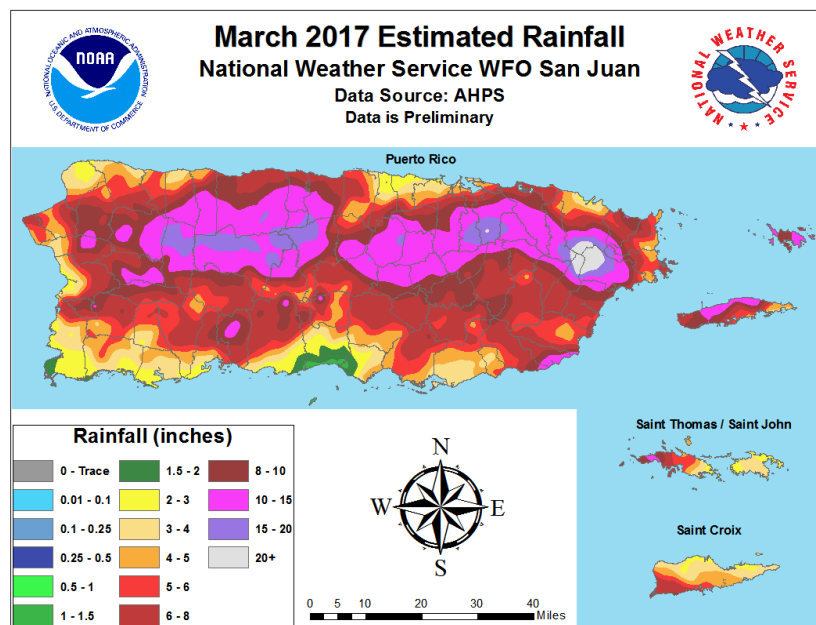 March 2017 Estimated Rainfall
National Weather Service WFO San Juan
Data Source: AHPS
Data is Preliminary
NATIONAL OCEANIC AND ATMOSPHERIC ADMINISTRATION
NOAA
U.S. DEPARTMENT OF COMMERCE
NATIONAL WEATHER SERVICE
Puerto Rico
Saint Thomas / Saint John
Saint Croix
Rainfall (inches)
0 - Trace
0.01 - 0.1
0.1 - 0.25
0.25 - 0.5
0.5 - 1
1 - 1.5
1.5 - 2
2 - 3
3 - 4
4 - 5
5 - 6
6 - 8
8 - 10
10 - 15
15 - 20
20+
N
W E
S
0 5 10 20 30 40
Miles